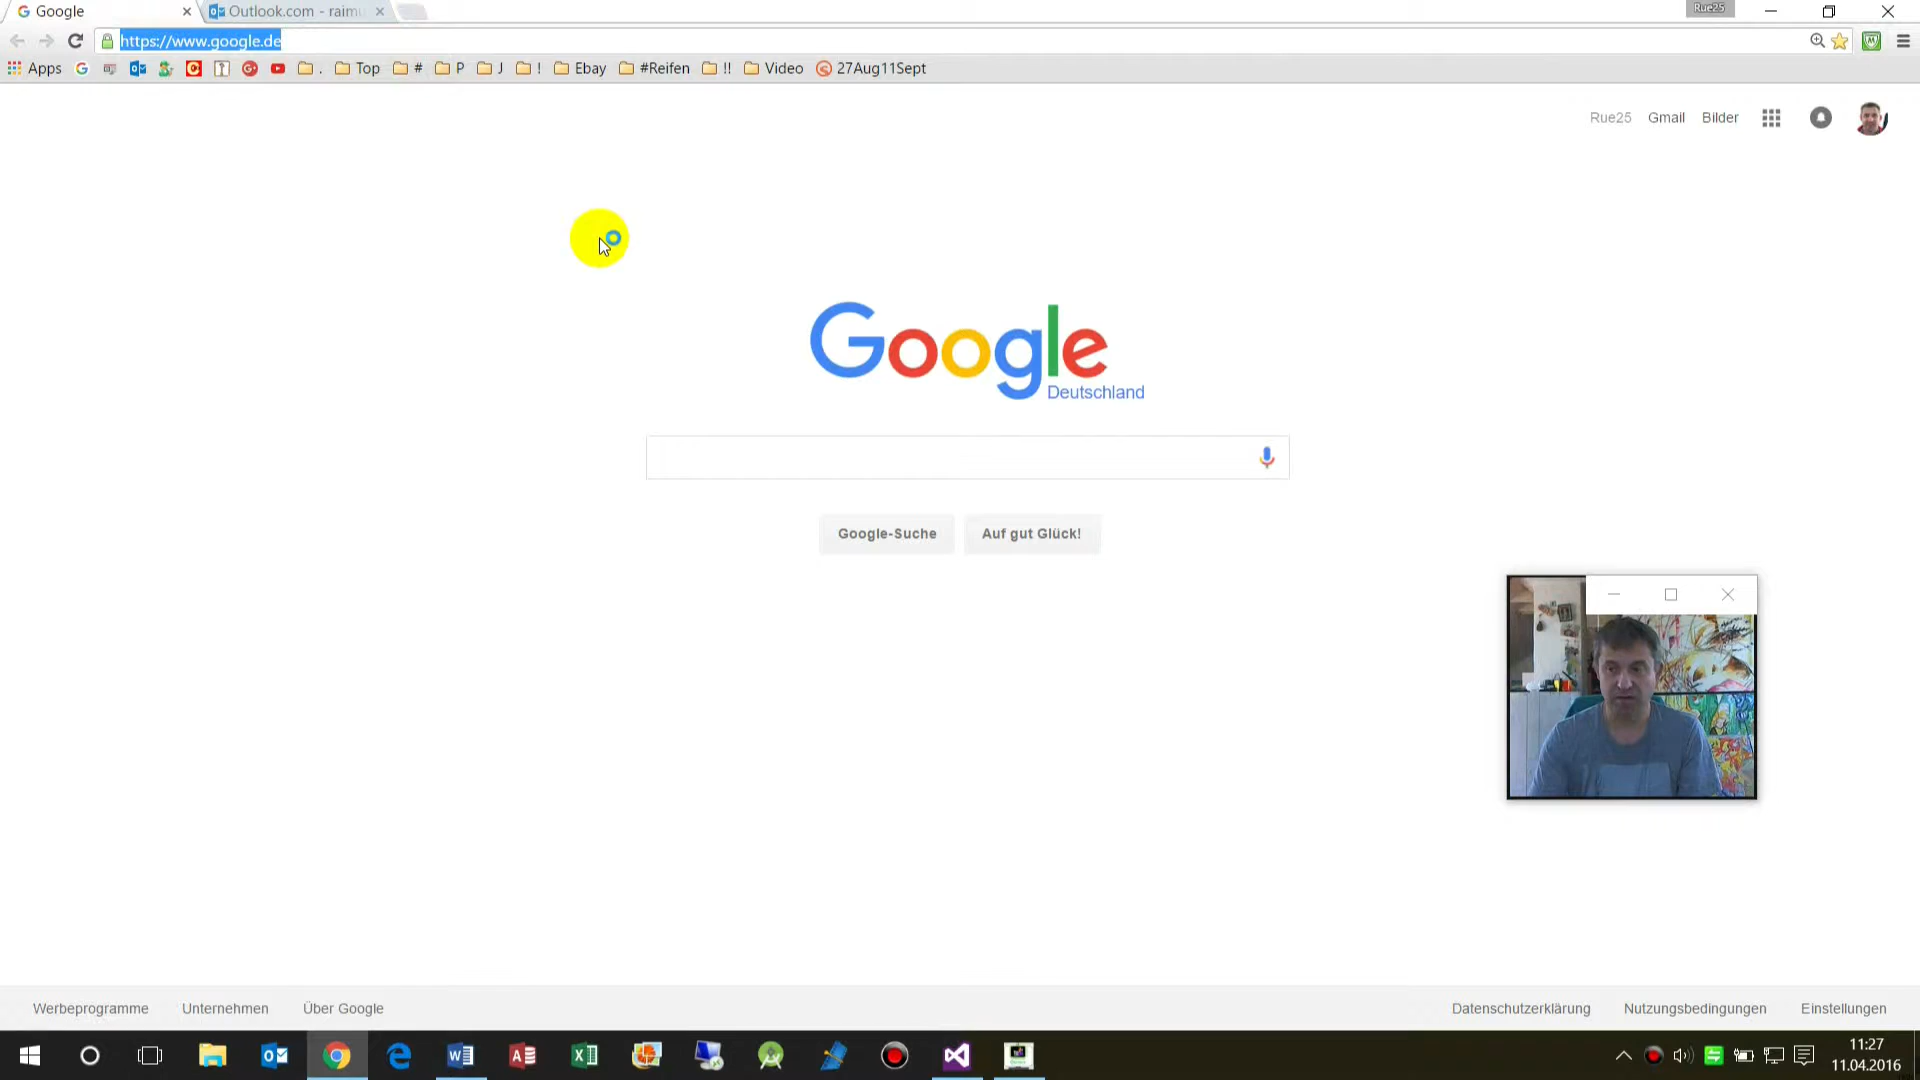 Google
Outlook.com - raimu
Rue25
https://www.google.de
Apps
.
Top
#
P
J
!
Ebay
#Reifen
!!
Video
27Aug11Sept
Rue25 Gmail Bilder
Google
Deutschland
Google-Suche
Auf gut Glück!
Werbeprogramme Unternehmen Über Google
Datenschutzerklärung Nutzungsbedingungen Einstellungen
11:27
11.04.2016